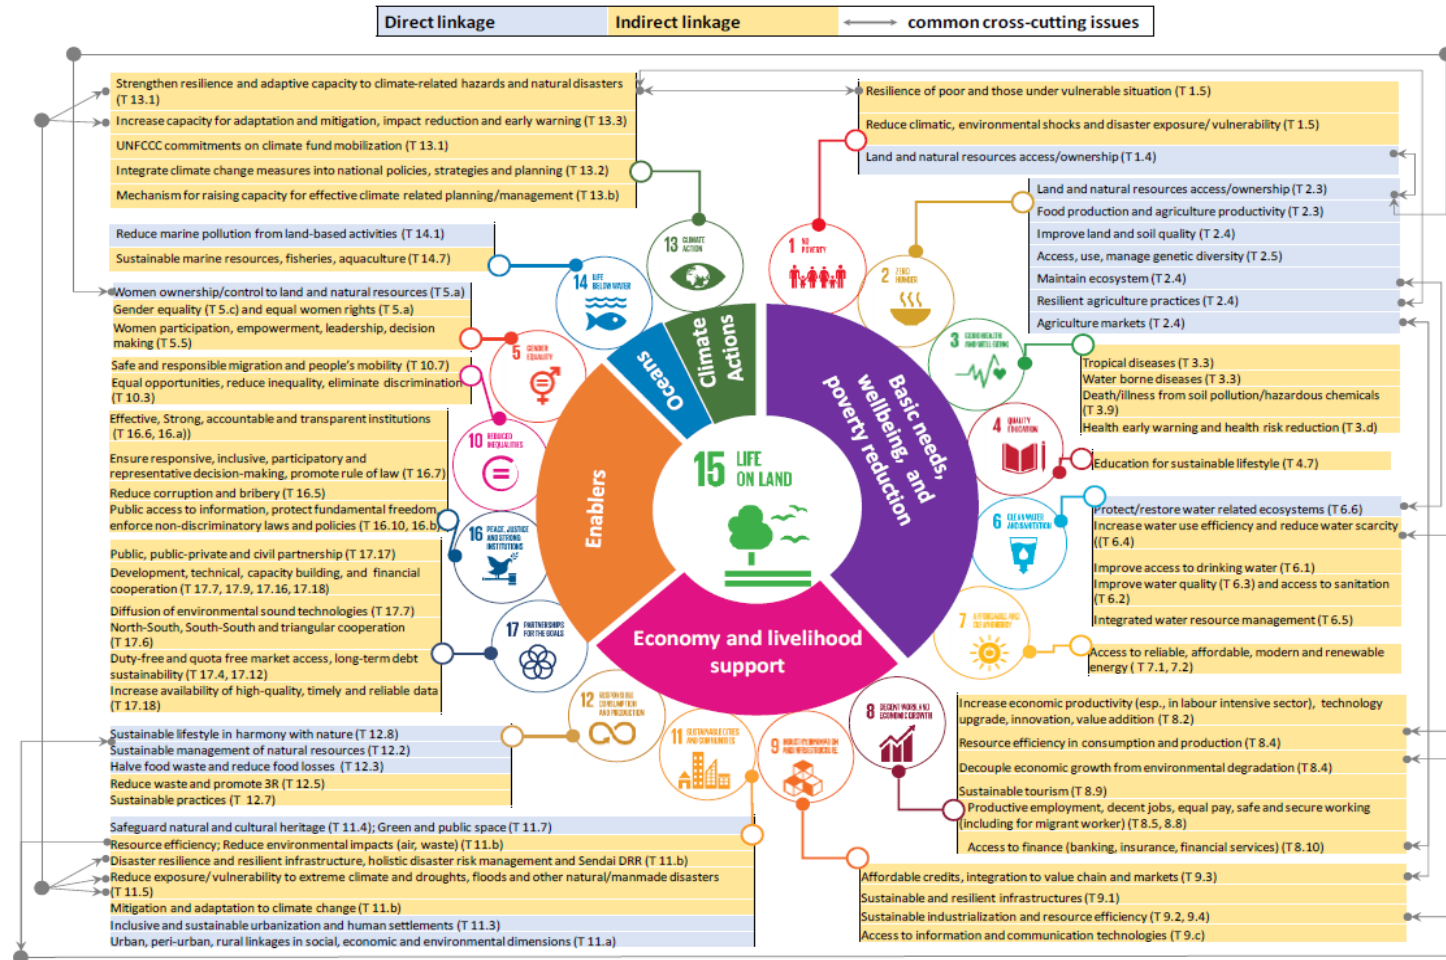 Direct linkage
Indirect linkage
common cross-cutting issues
Strengthen resilience and adaptive capacity to climate-related hazards and natural disasters
(T 13.1)
Increase capacity for adaptation and mitigation, impact reduction and early warning (T 13.3)
UNFCCC commitments on climate fund mobilization (T 13.1)
Integrate climate change measures into national policies, strategies and planning (T 13.2)
Mechanism for raising capacity for effective climate related planning/management (T 13.b)
Reduce marine pollution from land-based activities (T 14.1)
Sustainable marine resources, fisheries, aquaculture (T 14.7)
Women ownership/control to land and natural resources (T 5.a)
Gender equality (T 5.c) and equal women rights (T 5.a)
Women participation, empowerment, leadership, decision
making (T 5.5)
Safe and responsible migration and people's mobility (T 10.7)
Equal opportunities, reduce inequality, eliminate discrimination
(T 10.3)
Effective, Strong, accountable and transparent institutions
(T 16.6, 16.a))
Ensure responsive, inclusive, participatory and
representative decision-making, promote rule of law (T 16.7)
Reduce corruption and bribery (T 16.5)
Public access to information, protect fundamental freedom,
enforce non-discriminatory laws and policies (T 16.10, 16.b)
Public, public-private and civil partnership (T 17.17)
Development, technical, capacity building, and financial
cooperation (T 17.7, 17.9, 17.16, 17.18)
Diffusion of environmental sound technologies (T 17.7)
North-South, South-South and triangular cooperation
(T 17.6)
Duty-free and quota free market access, long-term debt
sustainability (T 17.4, 17.12)
Increase availability of high-quality, timely and reliable data
(T 17.18)
Sustainable lifestyle in harmony with nature (T 12.8)
Sustainable management of natural resources (T 12.2)
Halve food waste and reduce food losses (T 12.3)
Reduce waste and promote 3R (T 12.5)
Sustainable practices (T 12.7)
Safeguard natural and cultural heritage (T 11.4); Green and public space (T 11.7)
Resource efficiency; Reduce environmental impacts (air, waste) (T 11.b)
Disaster resilience and resilient infrastructure, holistic disaster risk management and Sendai DRR (T 11.b)
Reduce exposure/ vulnerability to extreme climate and droughts, floods and other natural/manmade disasters
(T 11.5)
Mitigation and adaptation to climate change (T 11.b)
Inclusive and sustainable urbanization and human settlements (T 11.3)
Urban, peri-urban, rural linkages in social, economic and environmental dimensions (T 11.a)
13 CLIMATE
ACTION
14 LIFE
BELOW WATER
5 GENDER
EQUALITY
10 REDUCED
INEQUALITIES
16 PEACE, JUSTICE
AND STRONG
INSTITUTIONS
17 PARTNERSHIPS
FOR THE GOALS
12 RESPONSIBLE
CONSUMPTION
AND PRODUCTION
11 SUSTAINABLE CITIES
AND COMMUNITIES
9 INDUSTRY, INNOVATION
AND INFRASTRUCTURE
8 DECENT WORK AND
ECONOMIC GROWTH
7 AFFORDABLE AND
CLEAN ENERGY
6 CLEAN WATER
AND SANITATION
4 QUALITY
EDUCATION
3 GOOD HEALTH
AND WELL-BEING
2 ZERO
HUNGER
1 NO
POVERTY
Oceans
Climate
Actions
Basic needs,
wellbeing, and
poverty reduction
Enablers
Economy and livelihood
support
15 LIFE
ON LAND
Resilience of poor and those under vulnerable situation (T 1.5)
Reduce climatic, environmental shocks and disaster exposure/ vulnerability (T 1.5)
Land and natural resources access/ownership (T 1.4)
Land and natural resources access/ownership (T 2.3)
Food production and agriculture productivity (T 2.3)
Improve land and soil quality (T 2.4)
Access, use, manage genetic diversity (T 2.5)
Maintain ecosystem (T 2.4)
Resilient agriculture practices (T 2.4)
Agriculture markets (T 2.4)
Tropical diseases (T 3.3)
Water borne diseases (T 3.3)
Death/illness from soil pollution/hazardous chemicals
(T 3.9)
Health early warning and health risk reduction (T 3.d)
Education for sustainable lifestyle (T 4.7)
Protect/restore water related ecosystems (T 6.6)
Increase water use efficiency and reduce water scarcity
((T 6.4)
Improve access to drinking water (T 6.1)
Improve water quality (T 6.3) and access to sanitation
(T 6.2)
Integrated water resource management (T 6.5)
Access to reliable, affordable, modern and renewable
energy ( T 7.1, 7.2)
Increase economic productivity (esp., in labour intensive sector), technology
upgrade, innovation, value addition (T 8.2)
Resource efficiency in consumption and production (T 8.4)
Decouple economic growth from environmental degradation (T 8.4)
Sustainable tourism (T 8.9)
Productive employment, decent jobs, equal pay, safe and secure working
(including for migrant worker) (T 8.5, 8.8)
Access to finance (banking, insurance, financial services) (T 8.10)
Affordable credits, integration to value chain and markets (T 9.3)
Sustainable and resilient infrastructures (T 9.1)
Sustainable industrialization and resource efficiency (T 9.2, 9.4)
Access to information and communication technologies (T 9.c)